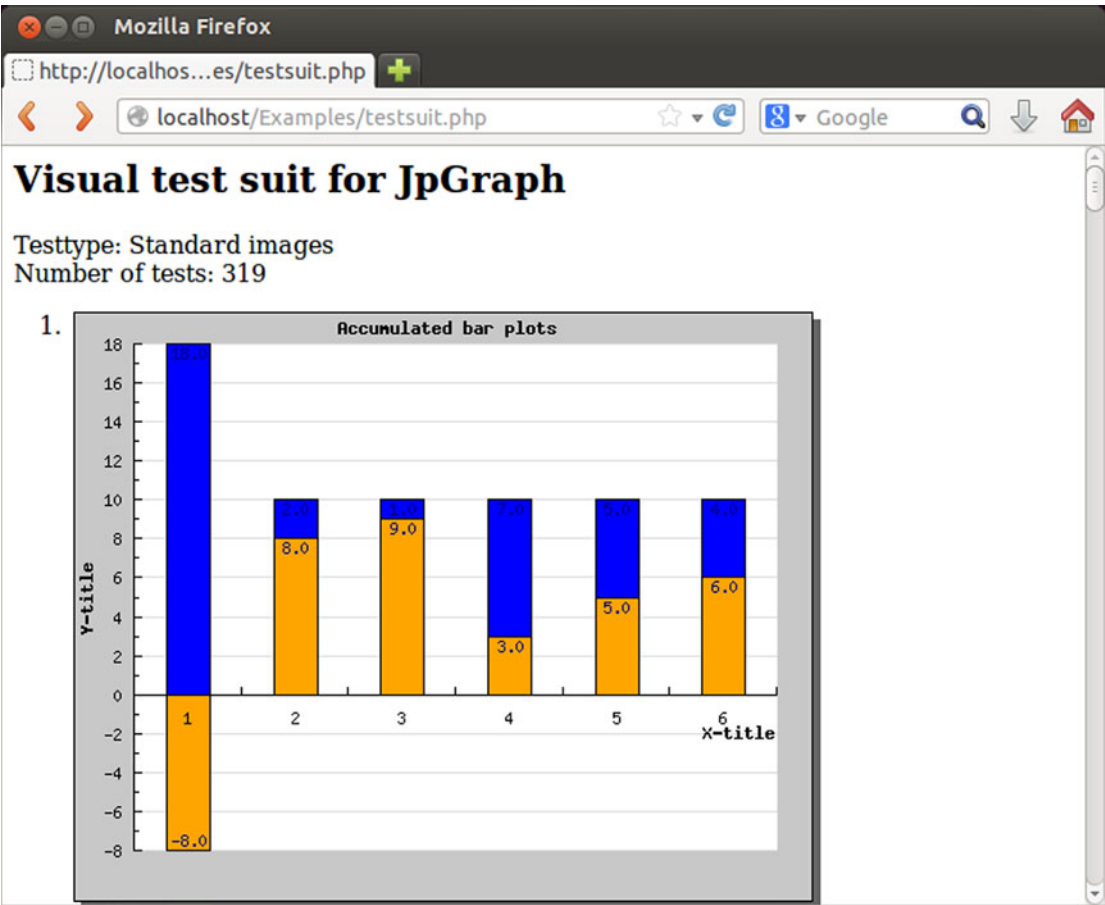 Mozilla Firefox
http://localhos...es/testsuit.php
localhost/Examples/testsuit.php
8 Google
Visual test suit for JpGraph
Testtype: Standard images
Number of tests: 319
1.
Accumulated bar plots
18
16
14
12
10
8
6
4
2
0
-2
-4
-6
-8
Y-title
18.0
2.0
1.0
7.0
5.0
4.0
8.0
9.0
3.0
5.0
6.0
-8.0
1 2 3 4 5 6
X-title